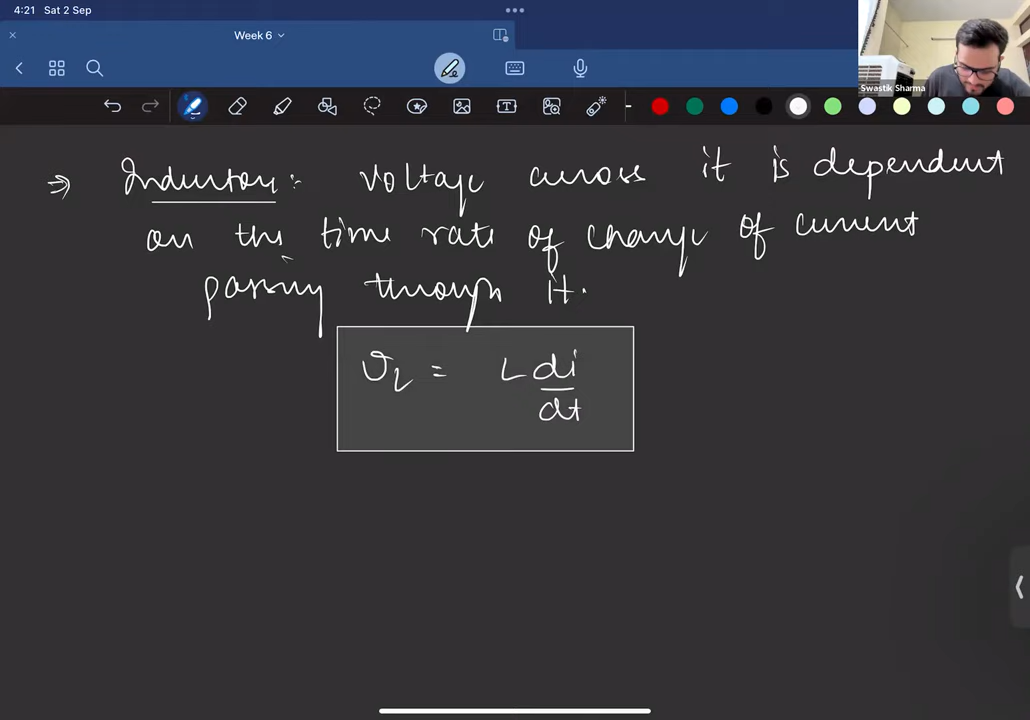 4:21 Sat 2 Sep
Week 6
Swastik Sharma
⇒ Inductor:- Voltage across it is dependent
on the time rate of change of current
passing through it.
v_L = L di/dt